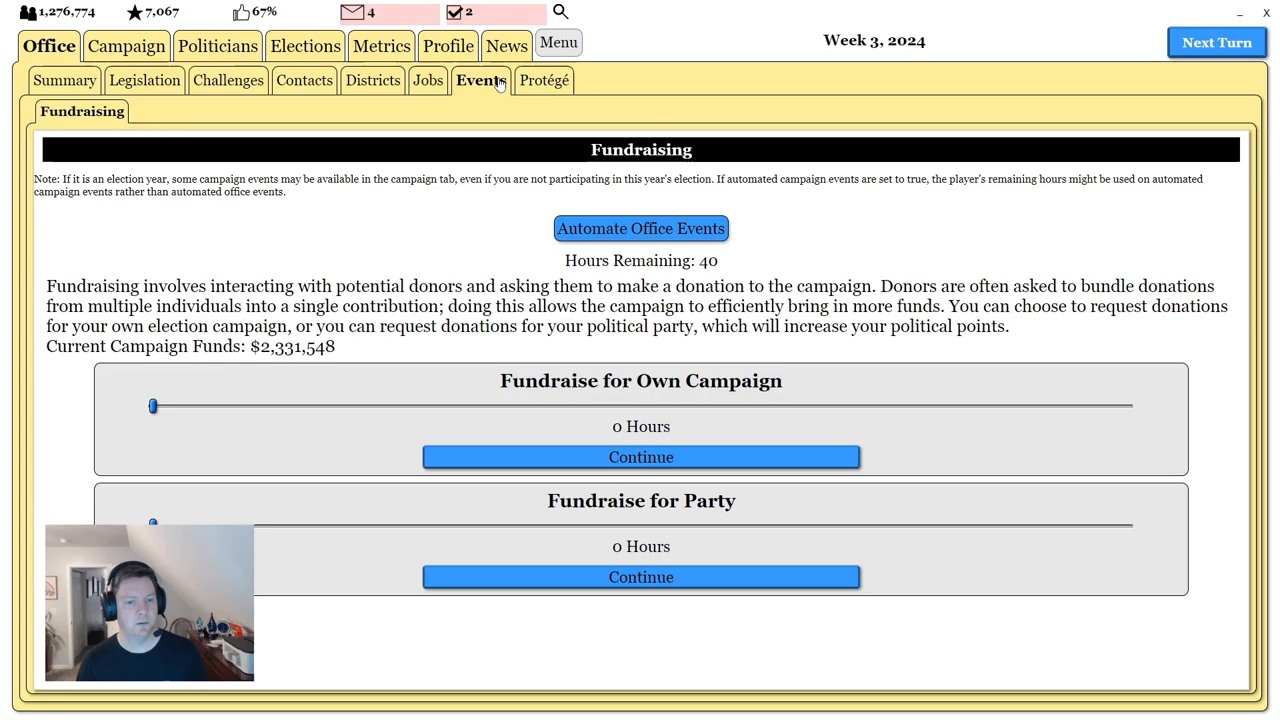 1,276,774
7,067
67%
4
2
Week 3, 2024
_ X
Next Turn
Office
Campaign
Politicians
Elections
Metrics
Profile
News
Menu
Summary
Legislation
Challenges
Contacts
Districts
Jobs
Events
Protégé
Fundraising
Fundraising
Note: If it is an election year, some campaign events may be available in the campaign tab, even if you are not participating in this year's election. If automated campaign events are set to true, the player's remaining hours might be used on automated
campaign events rather than automated office events.
Automate Office Events
Hours Remaining: 40
Fundraising involves interacting with potential donors and asking them to make a donation to the campaign. Donors are often asked to bundle donations
from multiple individuals into a single contribution; doing this allows the campaign to efficiently bring in more funds. You can choose to request donations
for your own election campaign, or you can request donations for your political party, which will increase your political points.
Current Campaign Funds: $2,331,548
Fundraise for Own Campaign
0 Hours
Continue
Fundraise for Party
0 Hours
Continue